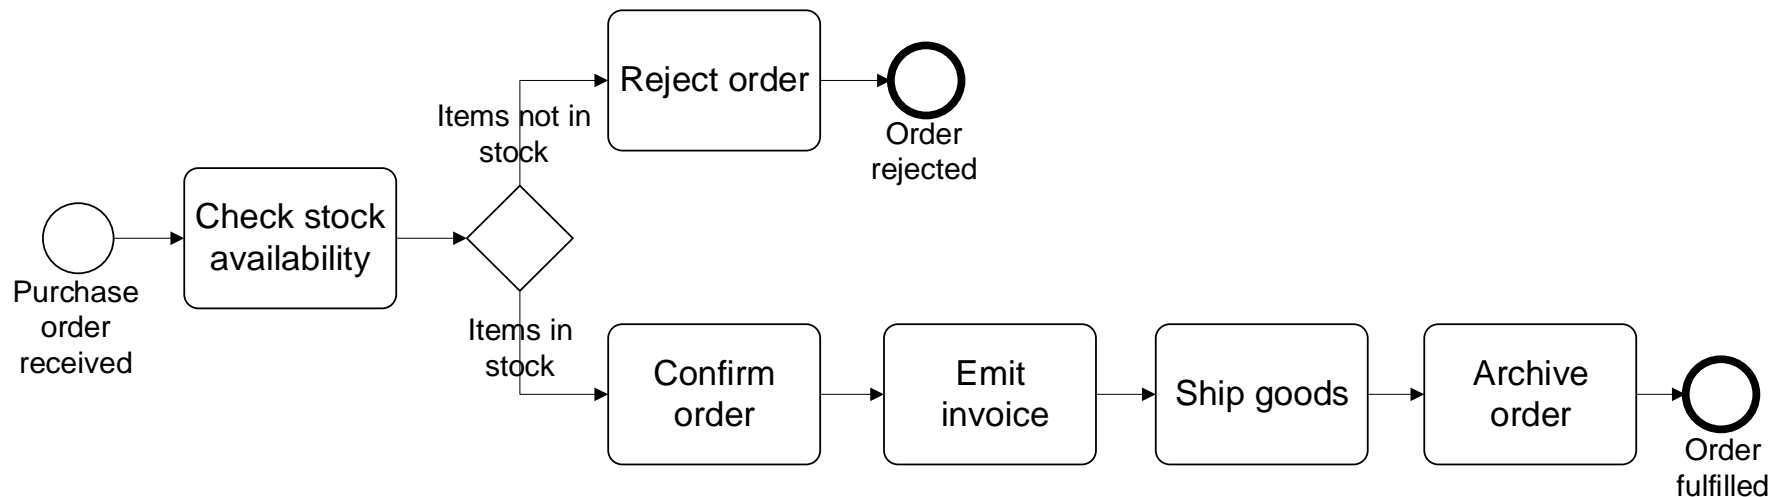 Purchase
order
received
Check stock
availability
Items not in
stock
Reject order
Order
rejected
Items in
stock
Confirm
order
Emit
invoice
Ship goods
Archive
order
Order
fulfilled